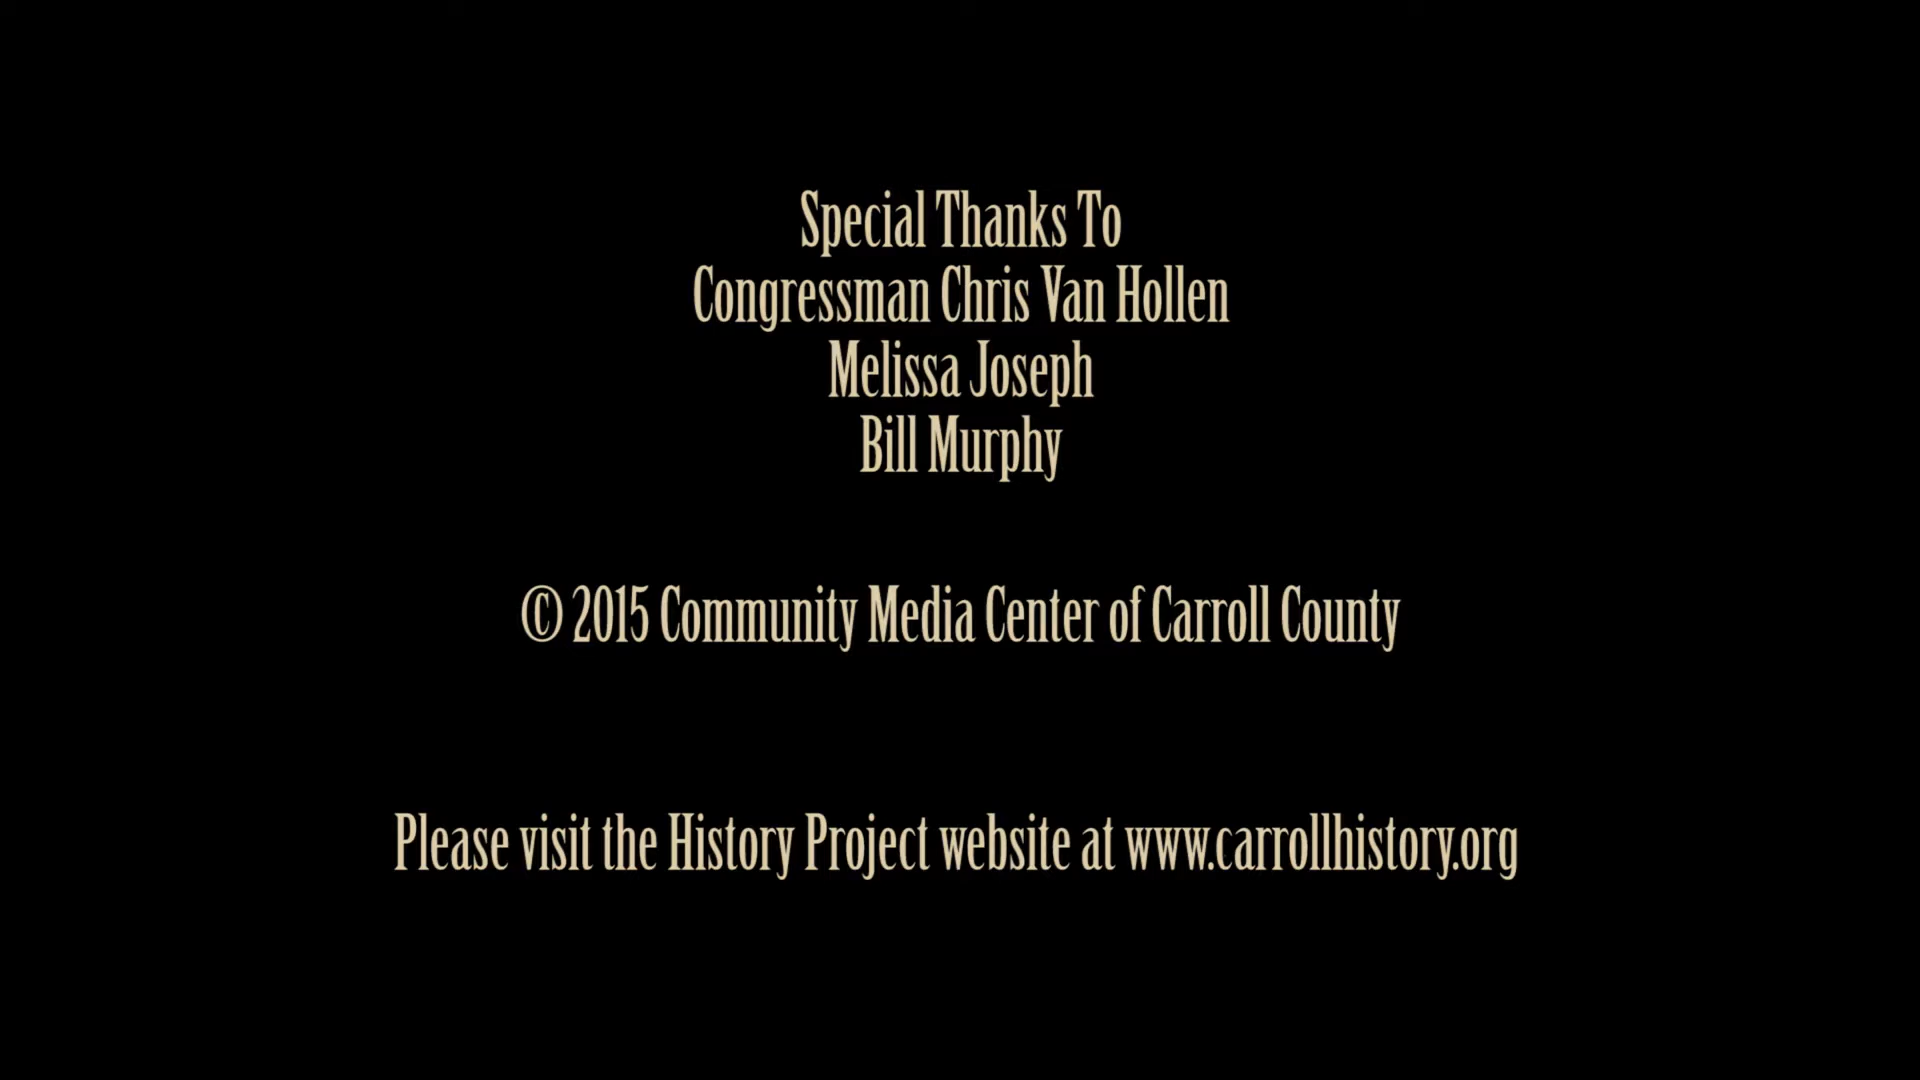 Special Thanks To
Congressman Chris Van Hollen
Melissa Joseph
Bill Murphy
© 2015 Community Media Center of Carroll County
Please visit the History Project website at www.carrollhistory.org